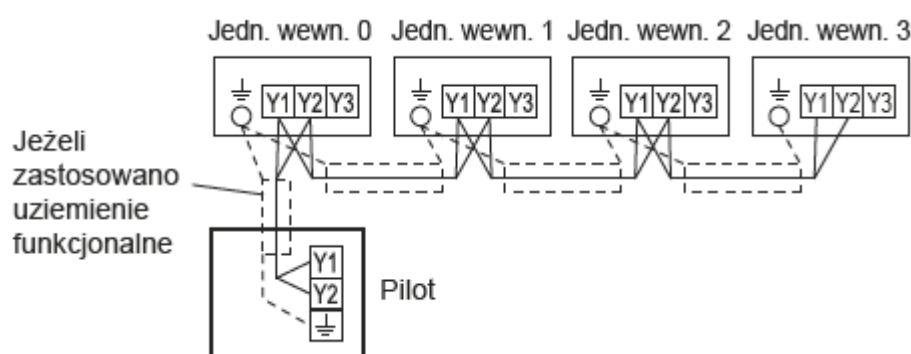 Jedn. wewn. 0 Jedn. wewn. 1 Jedn. wewn. 2 Jedn. wewn. 3
Y1 Y2 Y3 Y1 Y2 Y3 Y1 Y2 Y3 Y1 Y2 Y3
Jeżeli
zastosowano
uziemienie
funkcjonalne
Y1
Y2
Pilot